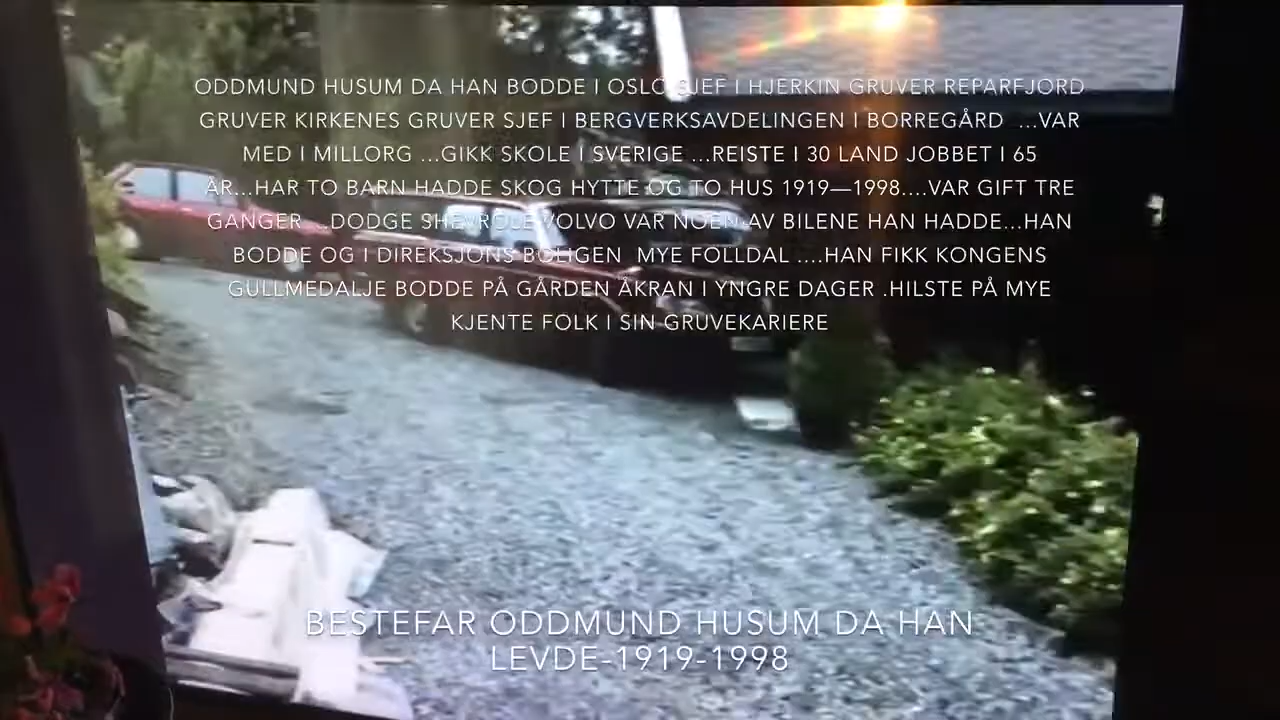 ODDMUND HUSUM DA HAN BODDE I OSLO SJEF I HJERKIN GRUVER REPARFJORD
GRUVER KIRKENES GRUVER SJEF I BERGVERKSAVDELINGEN I BORREGÅRD ...VAR
MED I MILLORG ...GIKK SKOLE I SVERIGE ...REISTE I 30 LAND JOBBET I 65
ÅR...HAR TO BARN HADDE SKOG HYTTE OG TO HUS 1919—1998....VAR GIFT TRE
GANGER ...DODGE SHEVROLE VOLVO VAR NOEN AV BILENE HAN HADDE...HAN
BODDE OG I DIREKSJONS BOLIGEN MYE FOLLDAL ....HAN FIKK KONGENS
GULLMEDALJE BODDE PÅ GÅRDEN ÅKRAN I YNGRE DAGER .HILSTE PÅ MYE
KJENTE FOLK I SIN GRUVEKARIERE
BESTEFAR ODDMUND HUSUM DA HAN
LEVDE-1919-1998